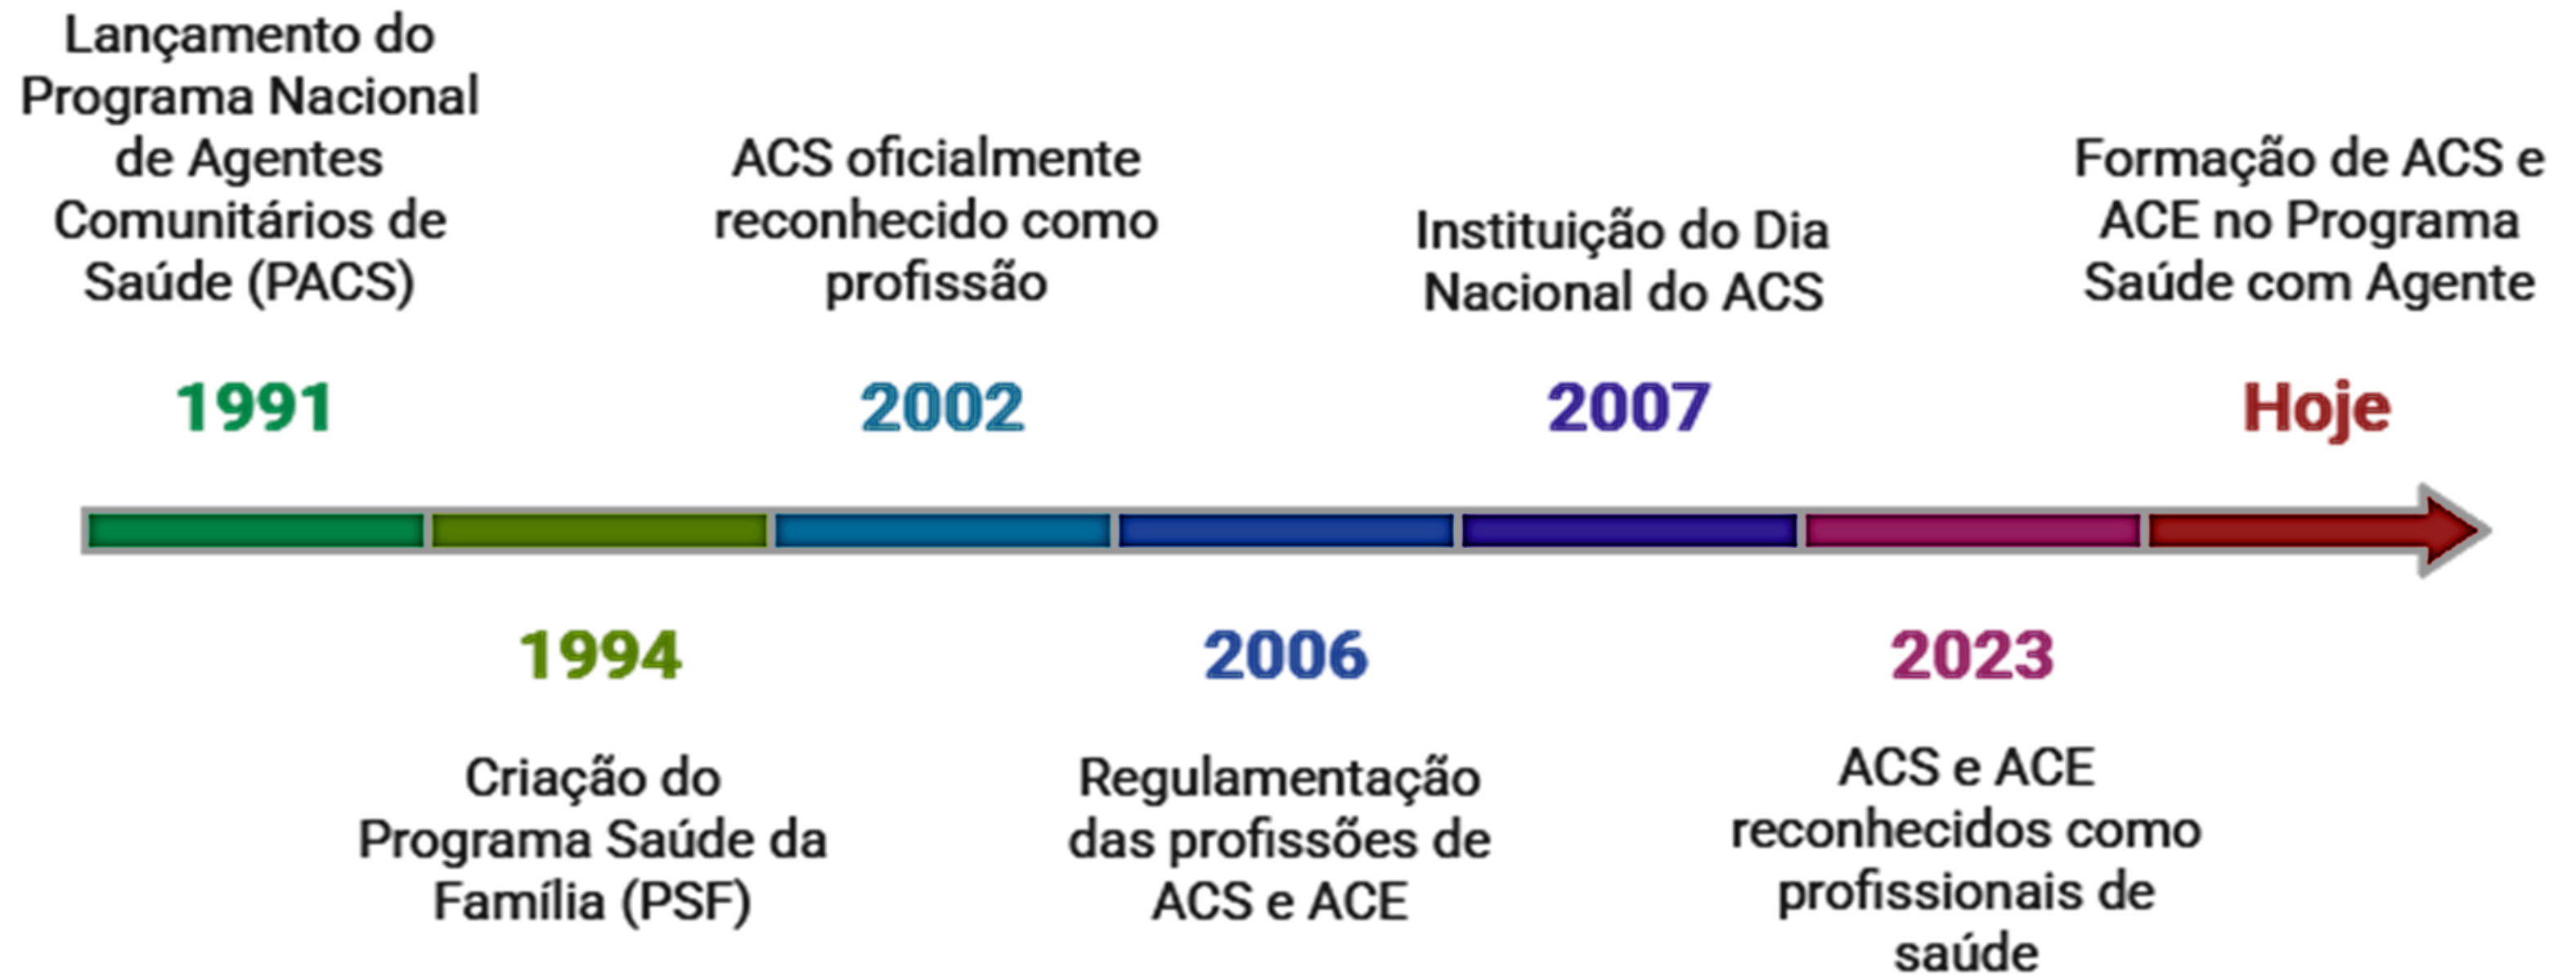 Lançamento do
Programa Nacional
de Agentes
Comunitários de
Saúde (PACS)
1991
Criação do
Programa Saúde da
Família (PSF)
1994
ACS oficialmente
reconhecido como
profissão
2002
Regulamentação
das profissões de
ACS e ACE
2006
Instituição do Dia
Nacional do ACS
2007
ACS e ACE
reconhecidos como
profissionais de
saúde
2023
Formação de ACS e
ACE no Programa
Saúde com Agente
Hoje